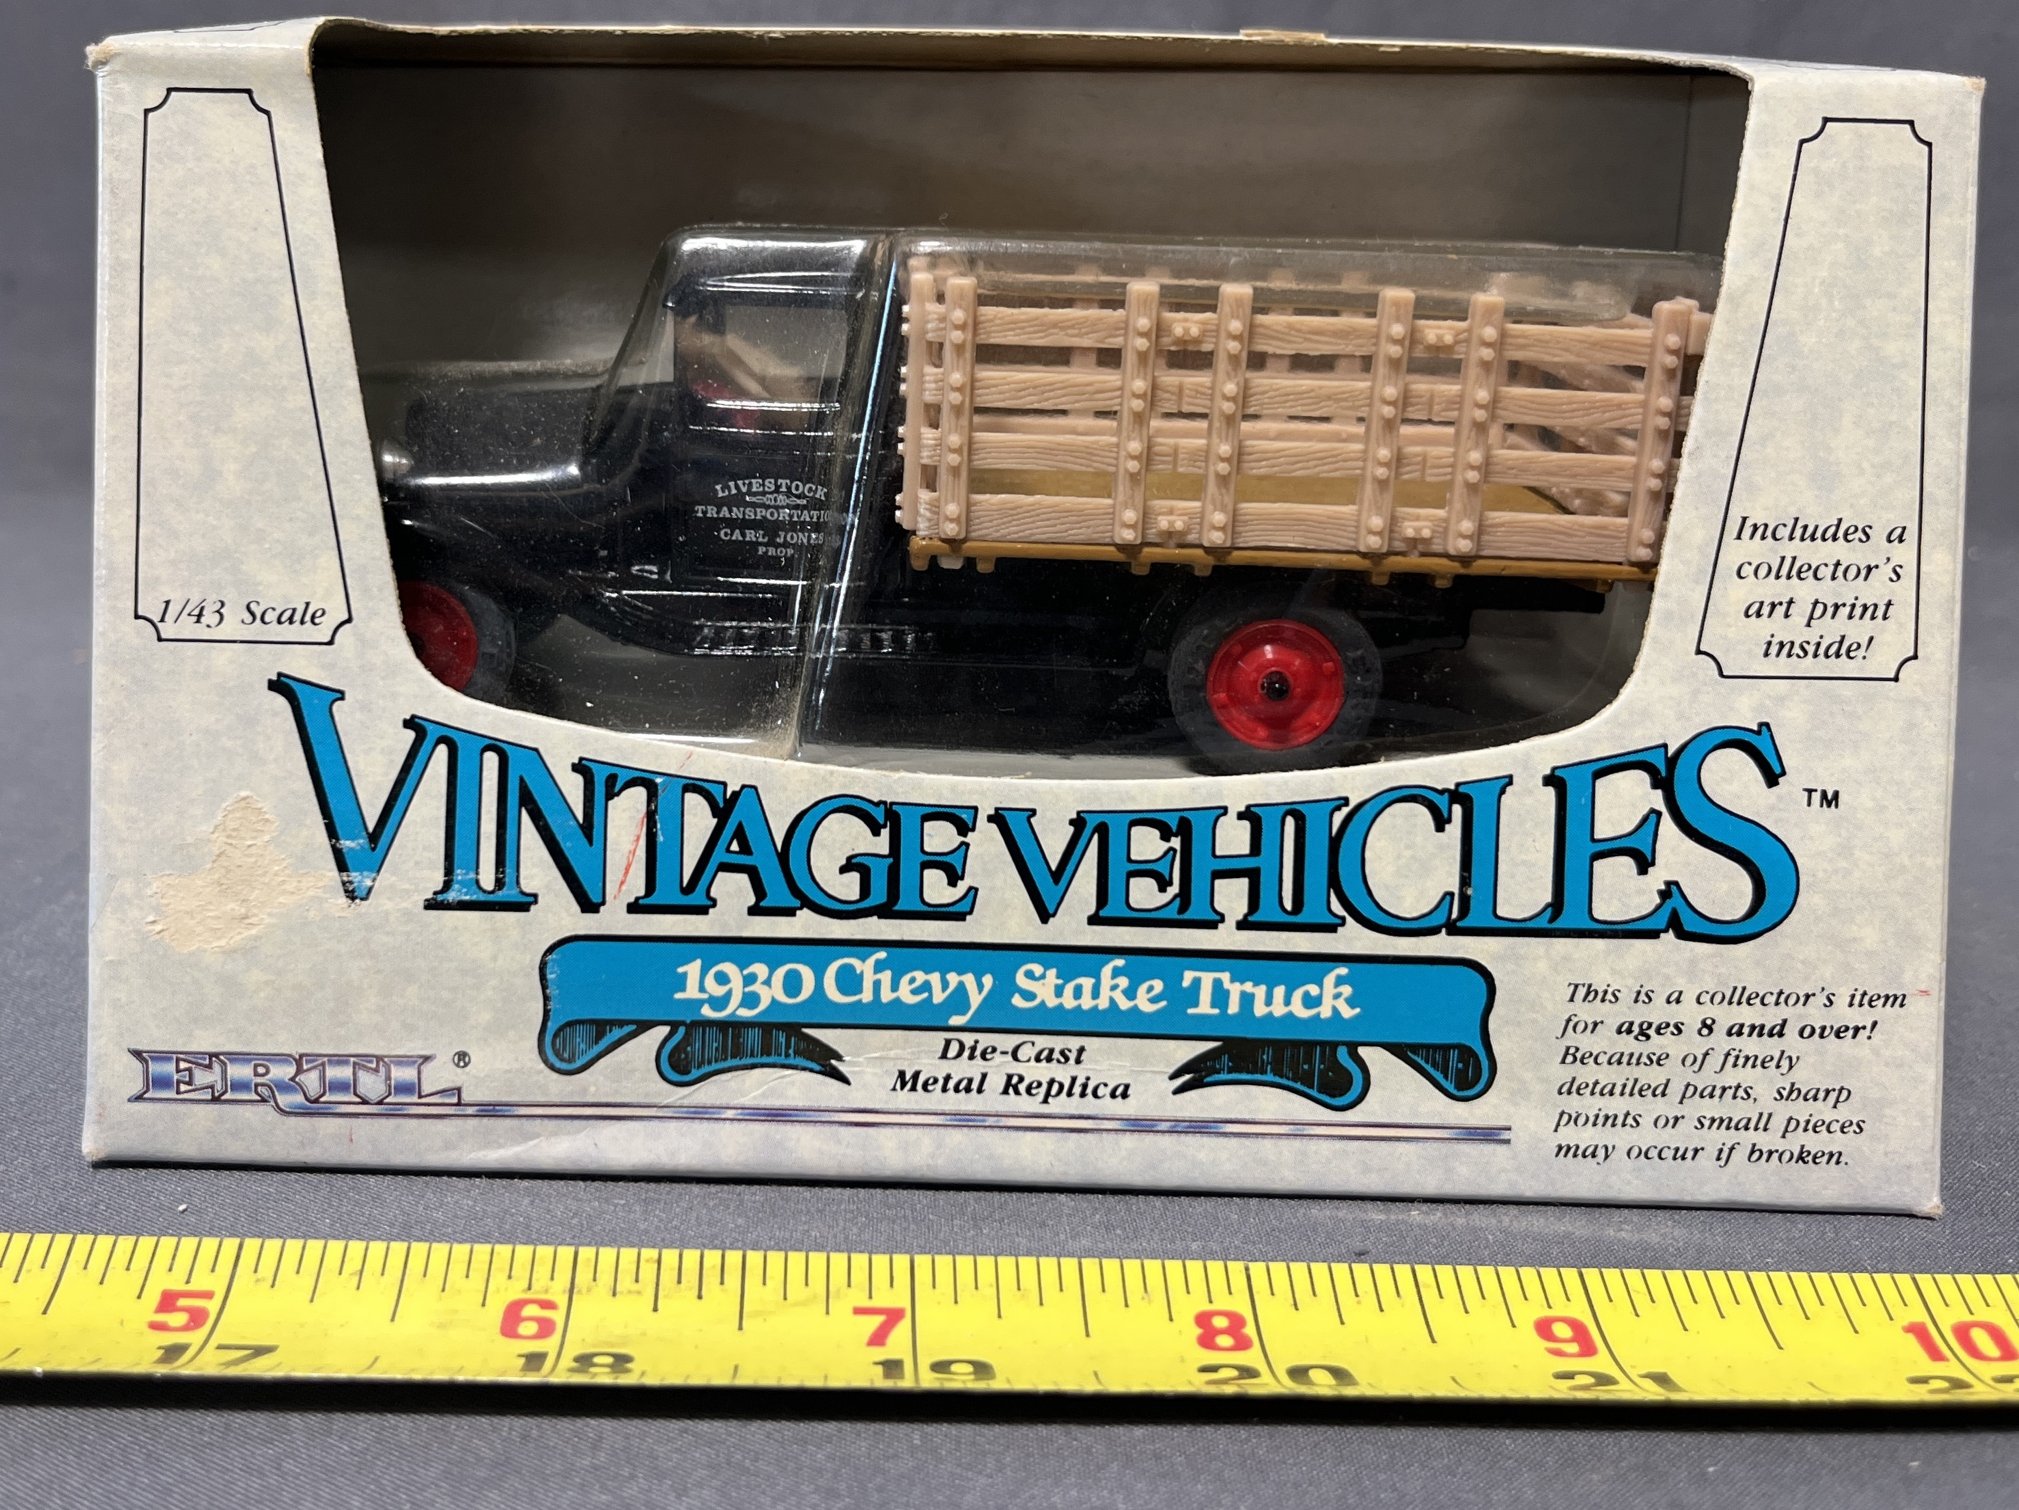 1/43 Scale
LIVESTOCK
TRANSPORTATI
CARL JONES
PROP.
Includes a
collector's
art print
inside!
VINTAGE VEHICLES™
1930 Chevy Stake Truck
Die-Cast
Metal Replica
ERTL®
This is a collector's item
for ages 8 and over!
Because of finely
detailed parts, sharp
points or small pieces
may occur if broken.
5 6 7 8 9 10
17 18 19 20 21